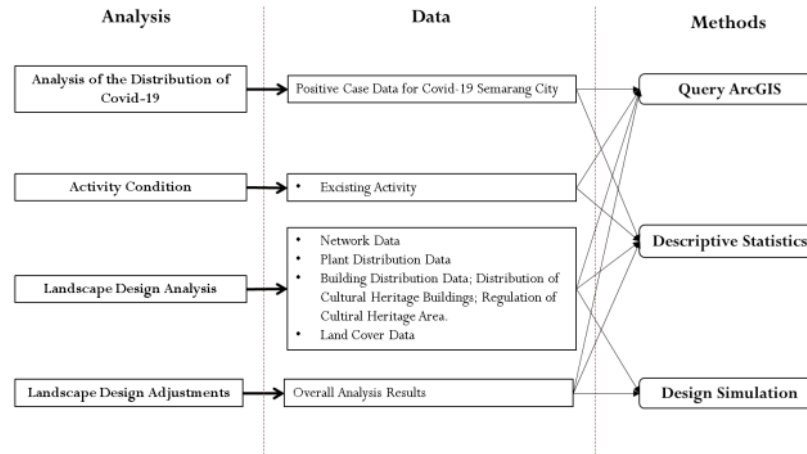 Analysis
Data
Methods
Analysis of the Distribution of
Covid-19
Positive Case Data for Covid-19 Semarang City
Query ArcGIS
Activity Condition
• Excisting Activity
• Network Data
• Plant Distribution Data
• Building Distribution Data; Distribution of
Cultural Heritage Buildings; Regulation of
Cultiral Heritage Area.
• Land Cover Data
Landscape Design Analysis
Descriptive Statistics
Landscape Design Adjustments
Overall Analysis Results
Design Simulation